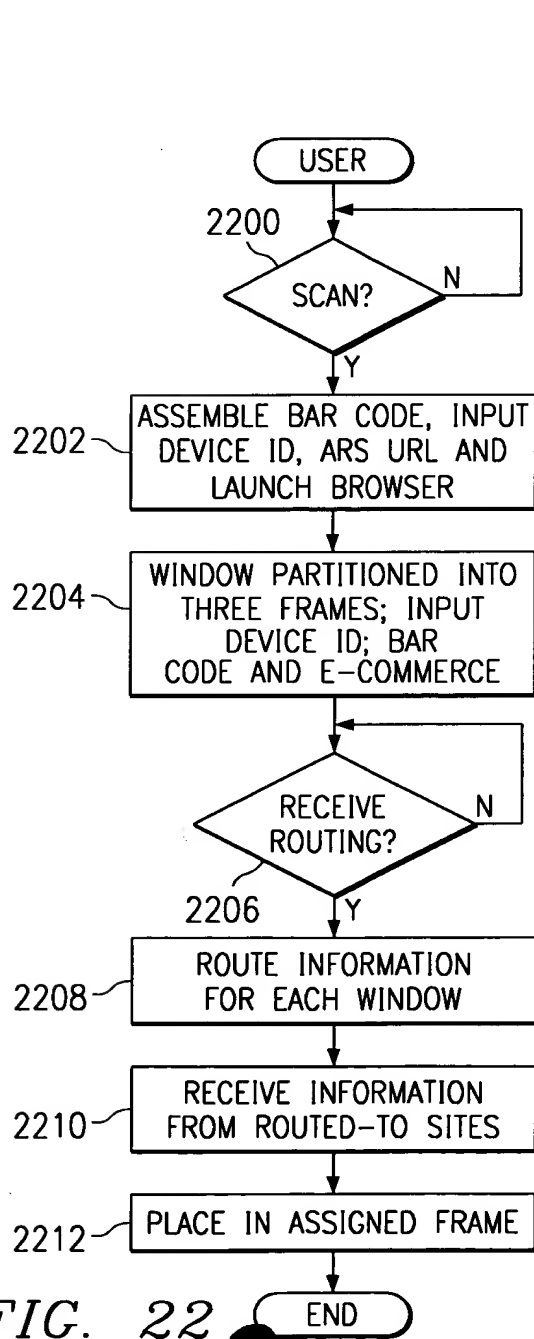 USER
2200
SCAN?
N
Y
2202
ASSEMBLE BAR CODE, INPUT
DEVICE ID, ARS URL AND
LAUNCH BROWSER
2204
WINDOW PARTITIONED INTO
THREE FRAMES; INPUT
DEVICE ID; BAR
CODE AND E-COMMERCE
RECEIVE
ROUTING?
N
2206
Y
2208
ROUTE INFORMATION
FOR EACH WINDOW
2210
RECEIVE INFORMATION
FROM ROUTED-TO SITES
2212
PLACE IN ASSIGNED FRAME
FIG. 22
END